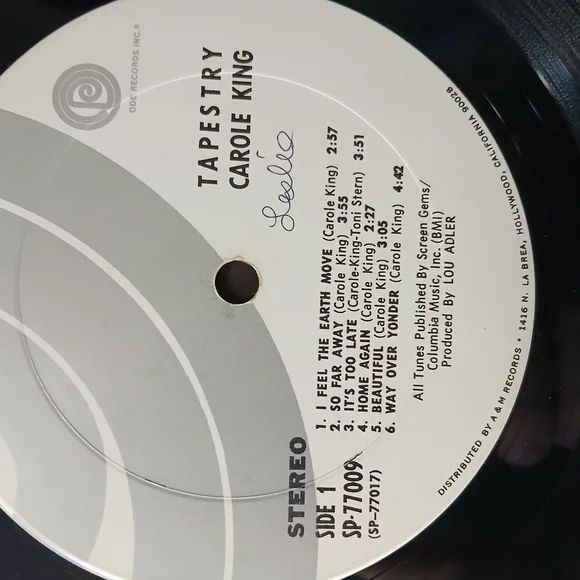 ODE RECORDS INC.®
TAPESTRY
CAROLE KING
Leslie
STEREO
SIDE 1
SP-77009
(SP-77017)
1. I FEEL THE EARTH MOVE (Carole King) 2:57
2. SO FAR AWAY (Carole King) 3:55
3. IT'S TOO LATE (Carole-King-Toni Stern) 3:51
4. HOME AGAIN (Carole King) 2:27
5. BEAUTIFUL (Carole King) 3:05
6. WAY OVER YONDER (Carole King) 4:42
All Tunes Published By Screen Gems/
Columbia Music, Inc. (BMI)
Produced By LOU ADLER
DISTRIBUTED BY A & M RECORDS • 1416 N. LA BREA, HOLLYWOOD, CALIFORNIA 90028